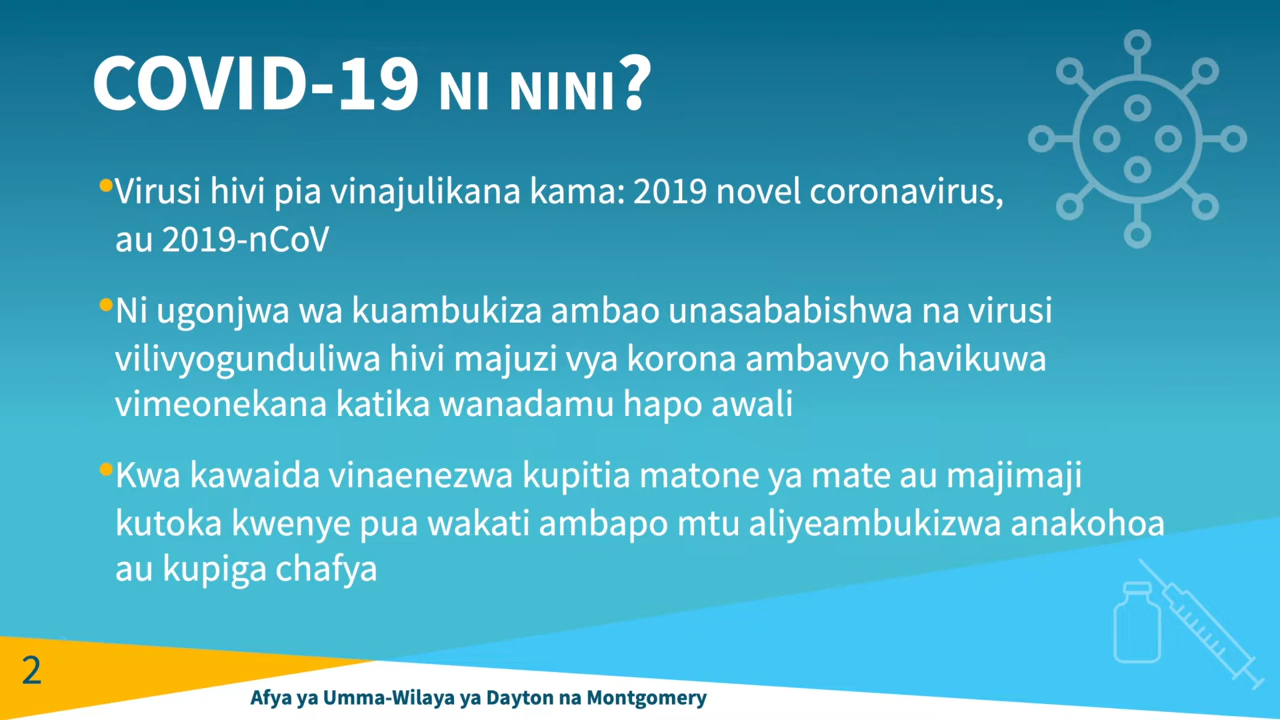 COVID-19 NI NINI?
•Virusi hivi pia vinajulikana kama: 2019 novel coronavirus,
au 2019-nCoV
•Ni ugonjwa wa kuambukiza ambao unasababishwa na virusi
vilivyogunduliwa hivi majuzi vya korona ambavyo havikuwa
vimeonekana katika wanadamu hapo awali
•Kwa kawaida vinaenezwa kupitia matone ya mate au majimaji
kutoka kwenye pua wakati ambapo mtu aliyeambukizwa anakohoa
au kupiga chafya
2
Afya ya Umma-Wilaya ya Dayton na Montgomery